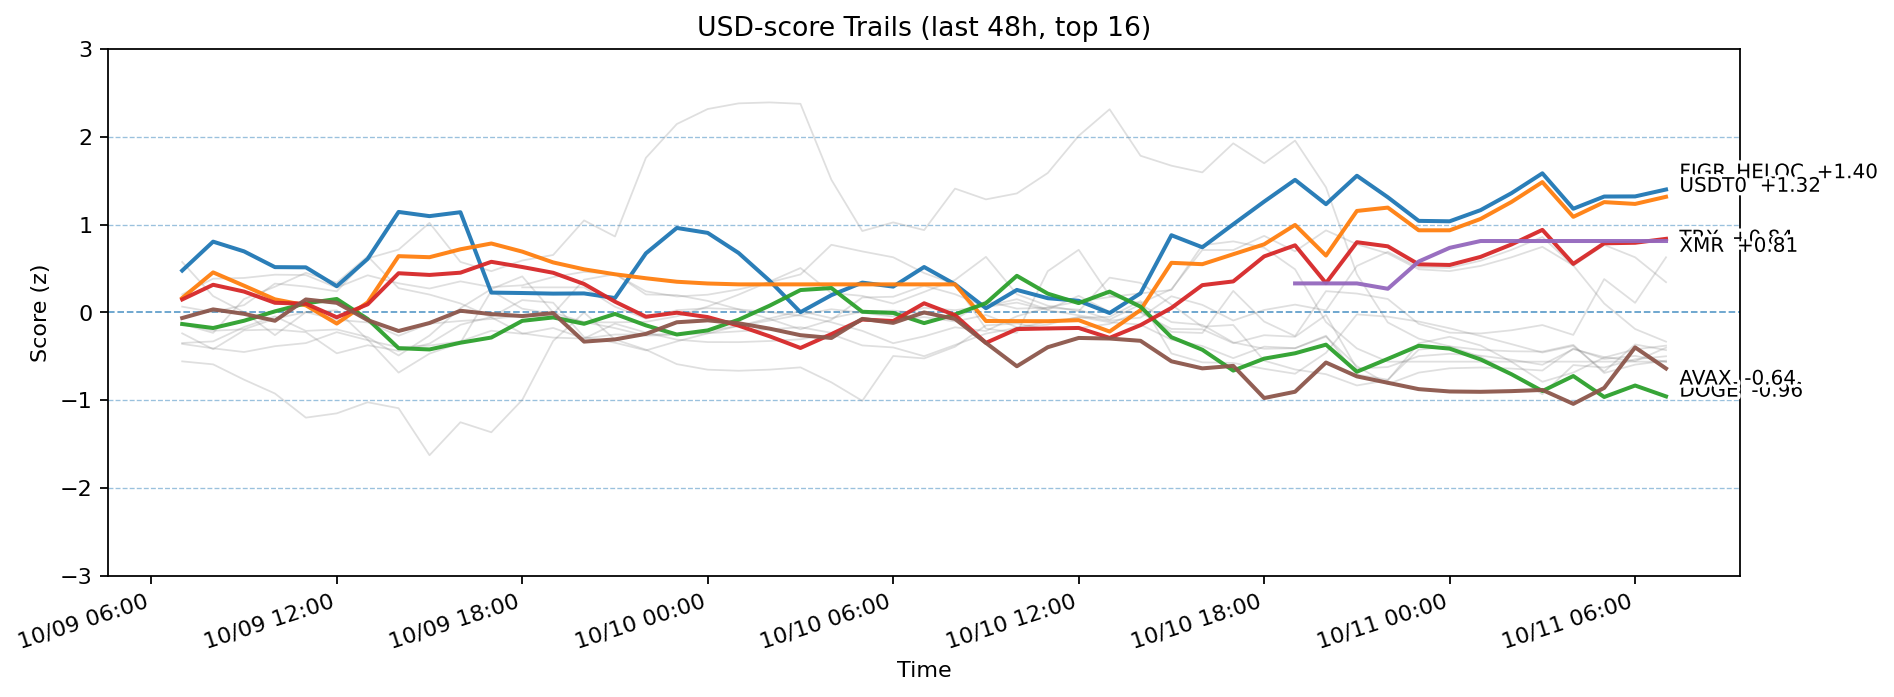 USD-score Trails (last 48h, top 16)
3
2
1
0
−1
−2
−3
Score (z)
FIGR_HELOC +1.40
USDT0 +1.32
TRX +0.84
XMR +0.81
AVAX -0.64
DOGE -0.96
10/09 06:00
10/09 12:00
10/09 18:00
10/10 00:00
10/10 06:00
10/10 12:00
10/10 18:00
10/11 00:00
10/11 06:00
Time